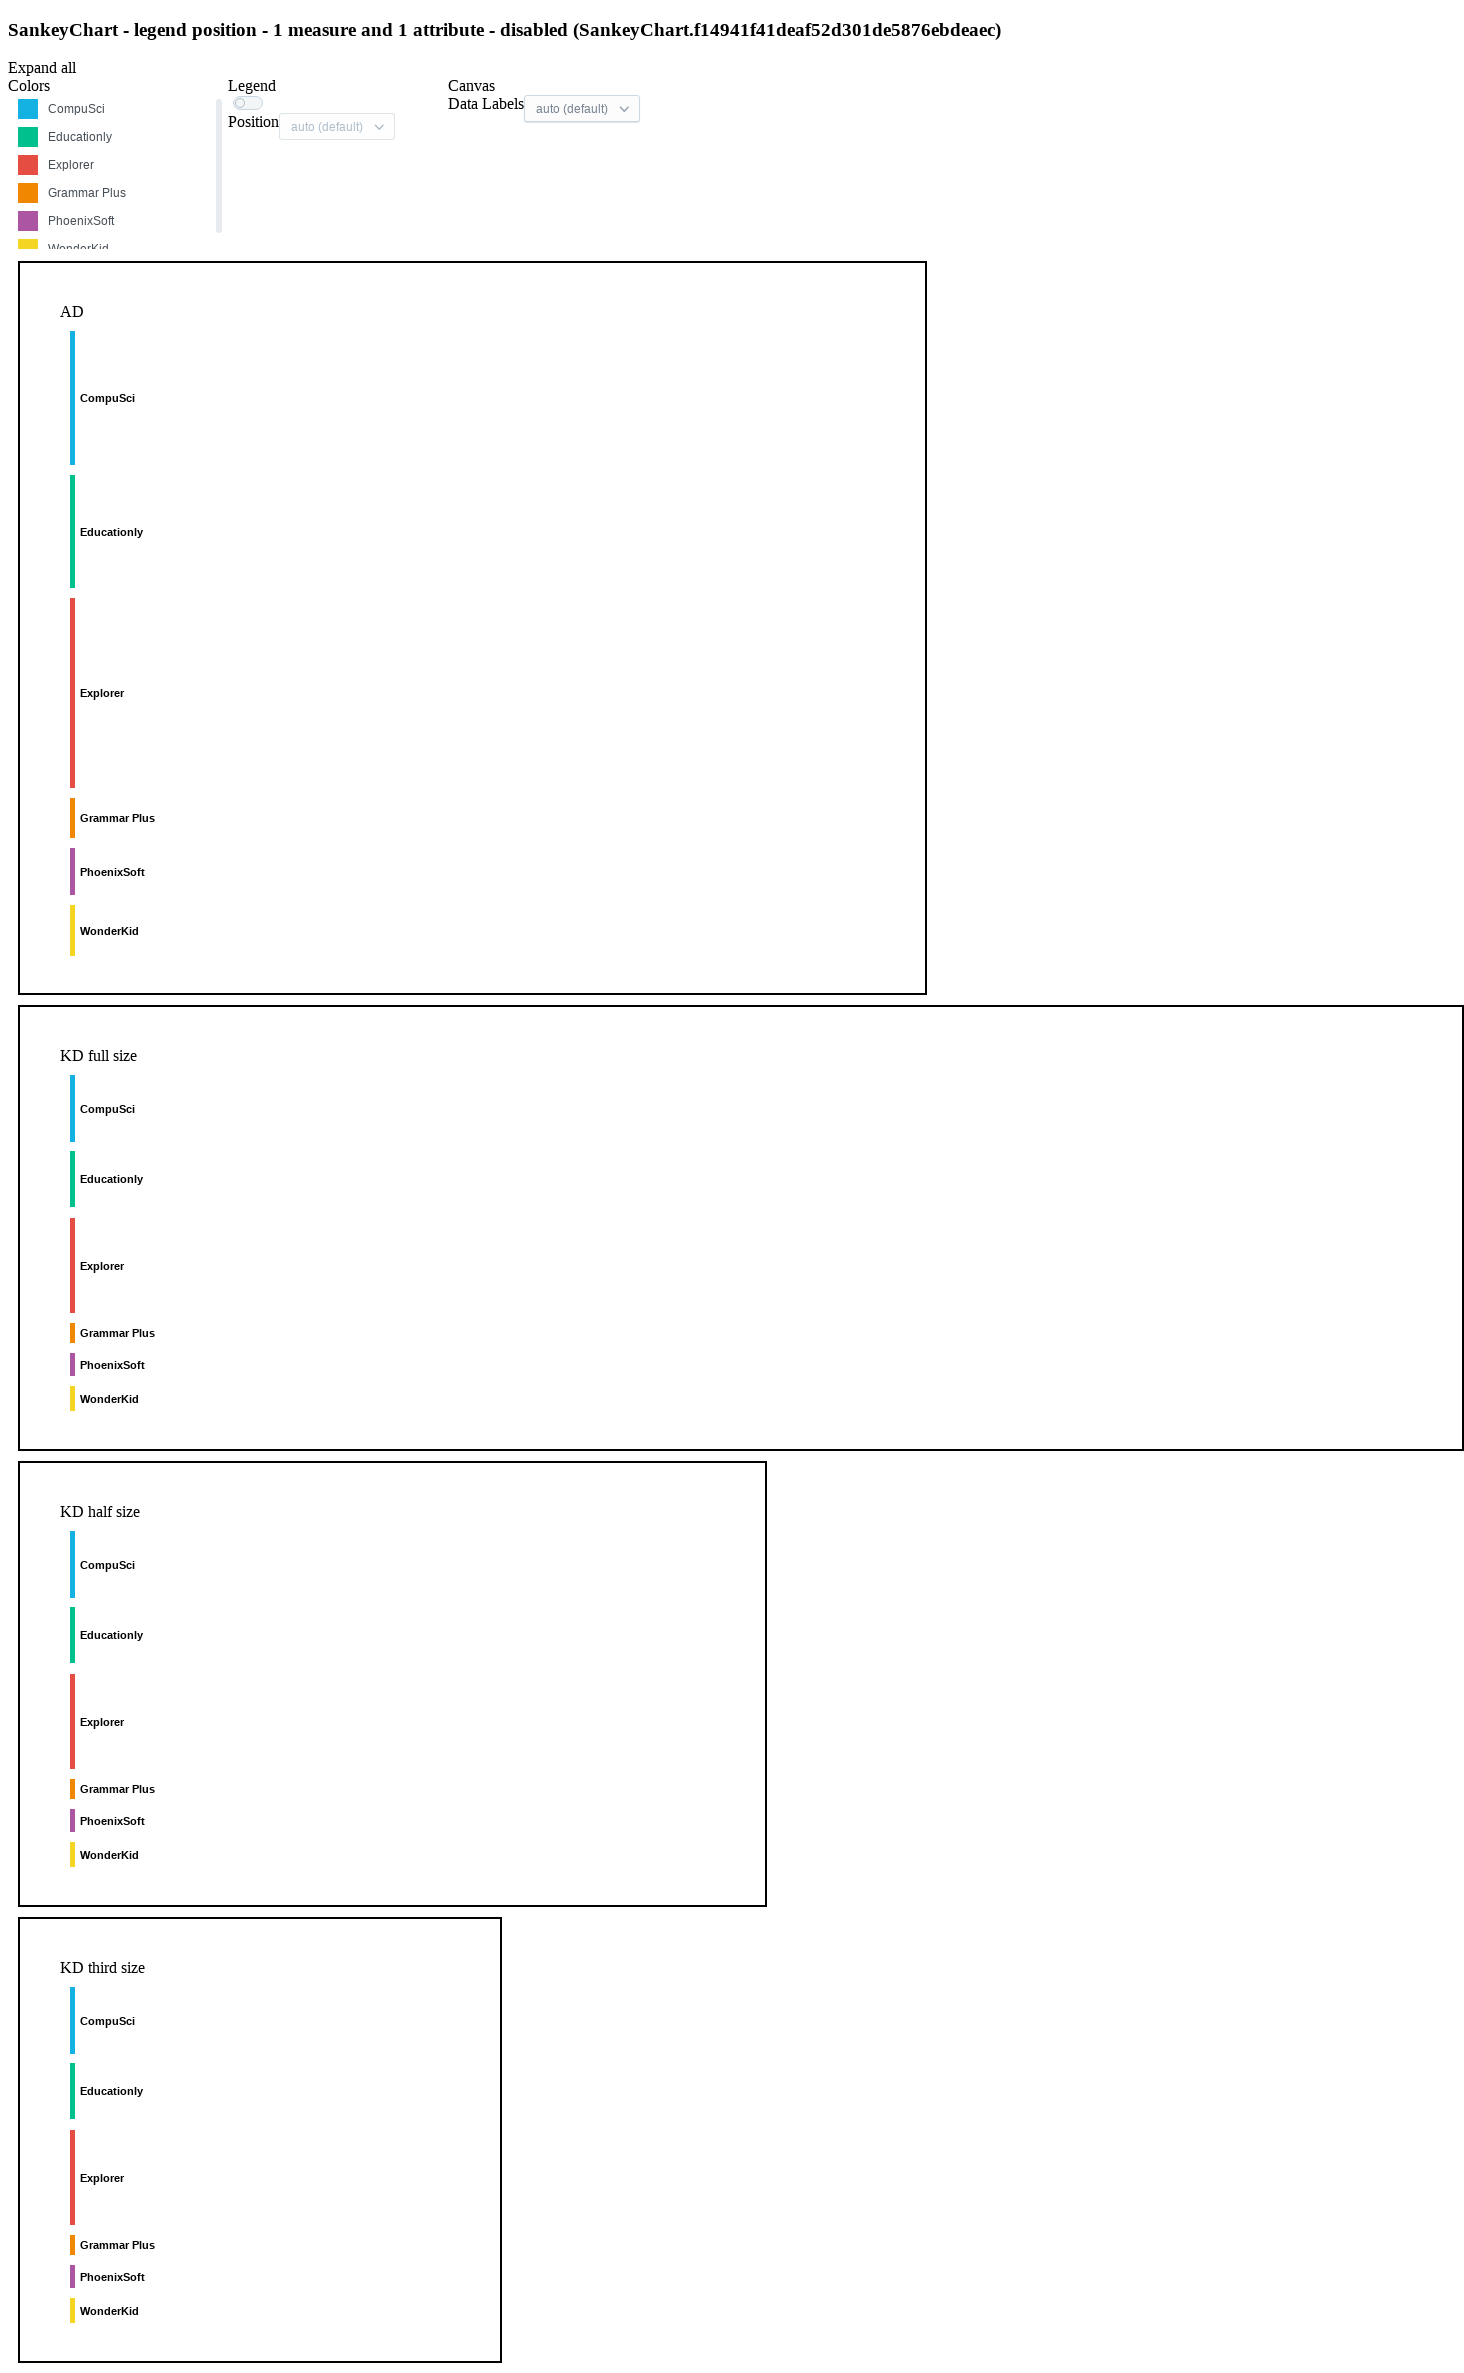 SankeyChart - legend position - 1 measure and 1 attribute - disabled (SankeyChart.f14941f41deaf52d301de5876ebdeaec)
Expand all
Colors
CompuSci
Educationly
Explorer
Grammar Plus
PhoenixSoft
WonderKid
Legend
Position auto (default)
Canvas
Data Labels auto (default)
AD
CompuSci
Educationly
Explorer
Grammar Plus
PhoenixSoft
WonderKid
KD full size
CompuSci
Educationly
Explorer
Grammar Plus
PhoenixSoft
WonderKid
KD half size
CompuSci
Educationly
Explorer
Grammar Plus
PhoenixSoft
WonderKid
KD third size
CompuSci
Educationly
Explorer
Grammar Plus
PhoenixSoft
WonderKid